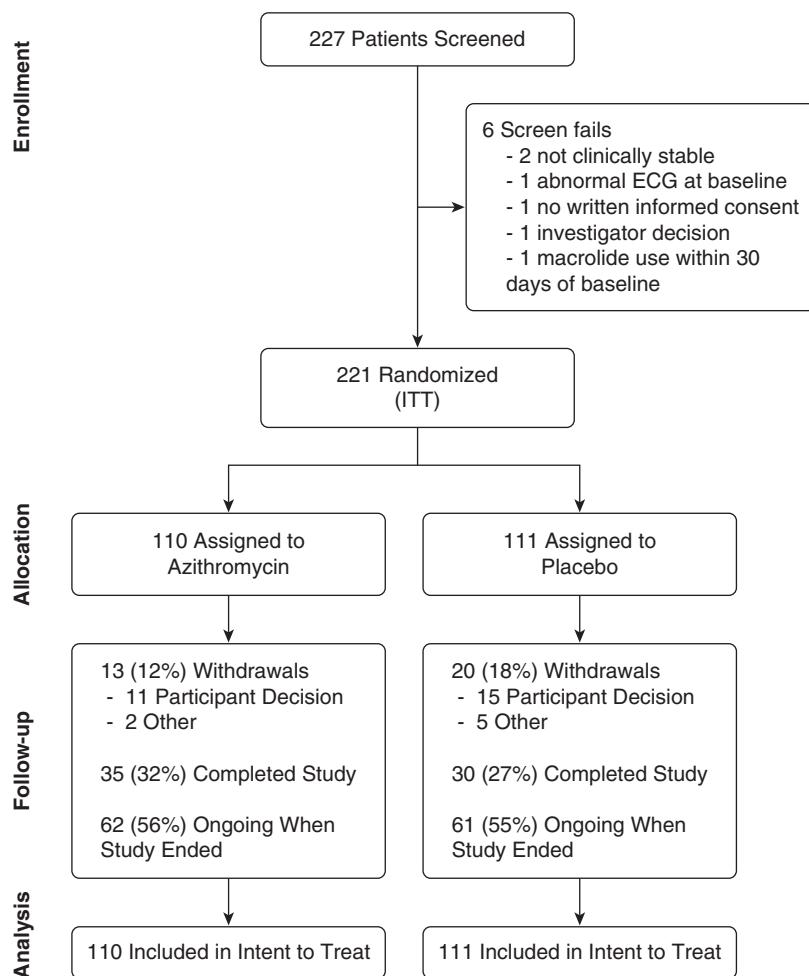 Enrollment
227 Patients Screened
6 Screen fails
- 2 not clinically stable
- 1 abnormal ECG at baseline
- 1 no written informed consent
- 1 investigator decision
- 1 macrolide use within 30
days of baseline
221 Randomized
(ITT)
Allocation
110 Assigned to
Azithromycin
111 Assigned to
Placebo
Follow-up
13 (12%) Withdrawals
- 11 Participant Decision
- 2 Other
35 (32%) Completed Study
62 (56%) Ongoing When
Study Ended
20 (18%) Withdrawals
- 15 Participant Decision
- 5 Other
30 (27%) Completed Study
61 (55%) Ongoing When
Study Ended
Analysis
110 Included in Intent to Treat
111 Included in Intent to Treat